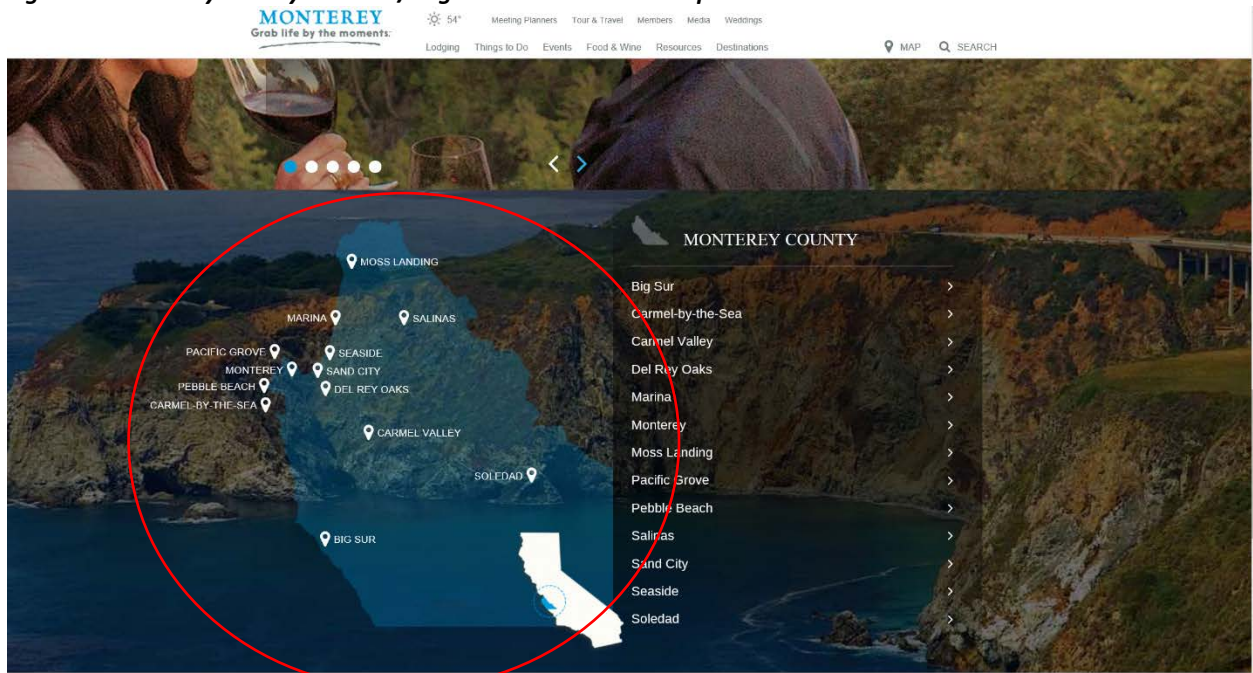 MONTEREY
Grab life by the moments.
54° Meeting Planners Tour & Travel Members Media Weddings
Lodging Things to Do Events Food & Wine Resources Destinations
MAP SEARCH
MOSS LANDING
MARINA
SALINAS
PACIFIC GROVE
SEASIDE
MONTEREY
SAND CITY
PEBBLE BEACH
DEL REY OAKS
CARMEL-BY-THE-SEA
CARMEL VALLEY
SOLEDAD
BIG SUR
MONTEREY COUNTY
Big Sur
Carmel-by-the-Sea
Carmel Valley
Del Rey Oaks
Marina
Monterey
Moss Landing
Pacific Grove
Pebble Beach
Salinas
Sand City
Seaside
Soledad